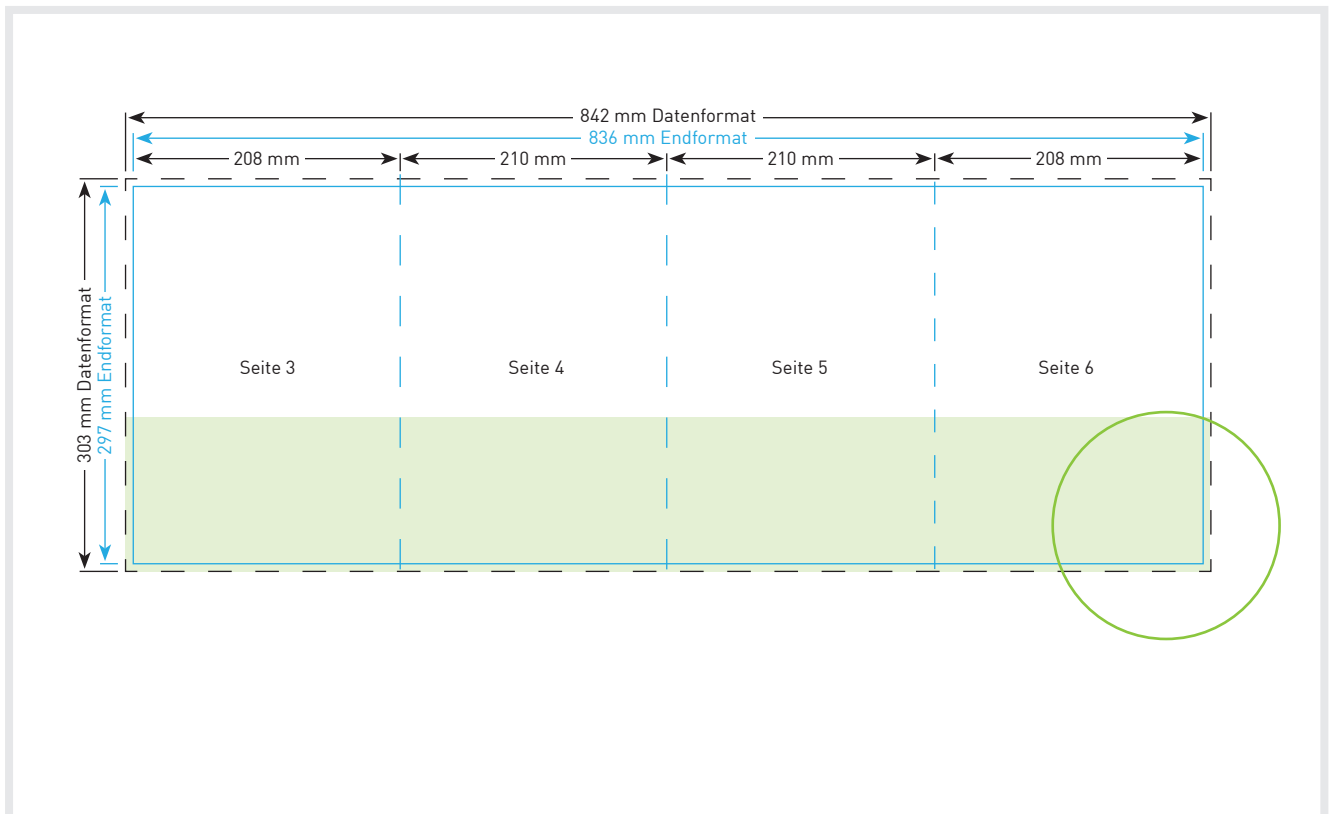 842 mm Datenformat
836 mm Endformat
208 mm
210 mm
210 mm
208 mm
303 mm Datenformat
297 mm Endformat
Seite 3
Seite 4
Seite 5
Seite 6